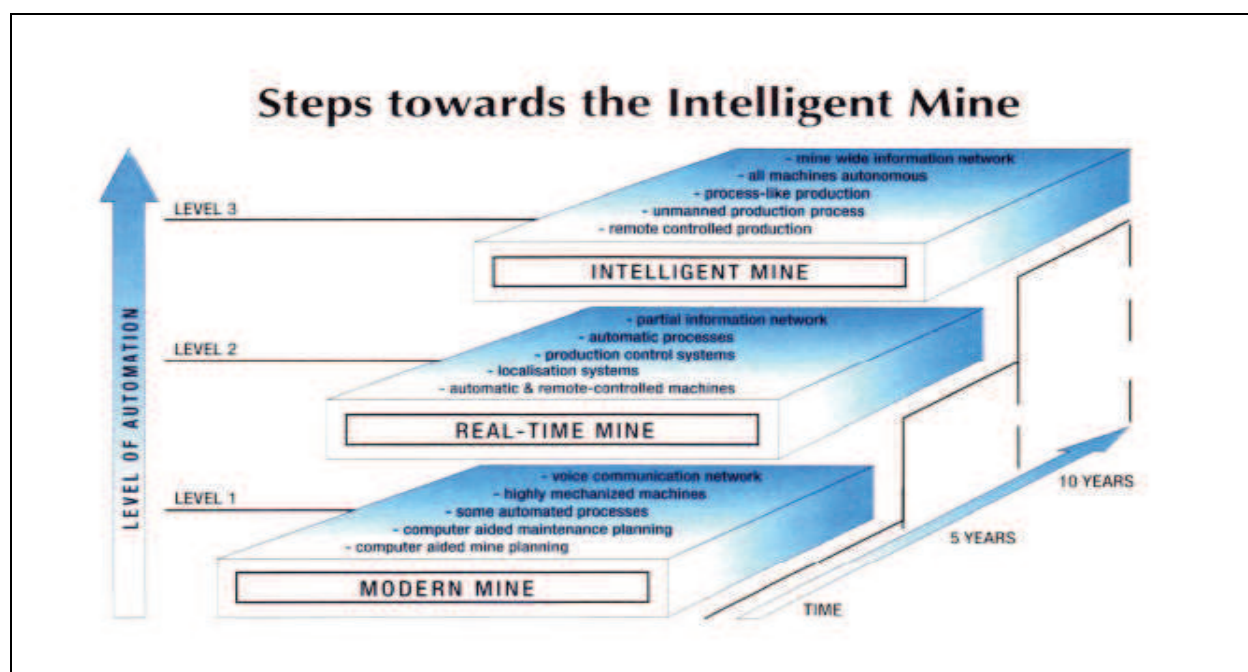 Steps towards the Intelligent Mine
LEVEL OF AUTOMATION
LEVEL 3
- mine wide information network
- all machines autonomous
- process-like production
- unmanned production process
- remote controlled production
INTELLIGENT MINE
LEVEL 2
- partial information network
- automatic processes
- production control systems
- localisation systems
- automatic & remote-controlled machines
REAL-TIME MINE
LEVEL 1
- voice communication network
- highly mechanized machines
- some automated processes
- computer aided maintenance planning
- computer aided mine planning
MODERN MINE
TIME
5 YEARS
10 YEARS